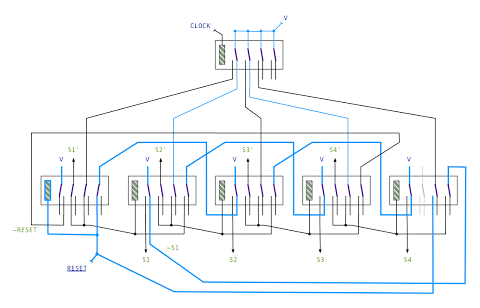 V
CLOCK
S1' S2' S3' S4'
V V V V V
~RESET
~S1
S1 S2 S3 S4
RESET